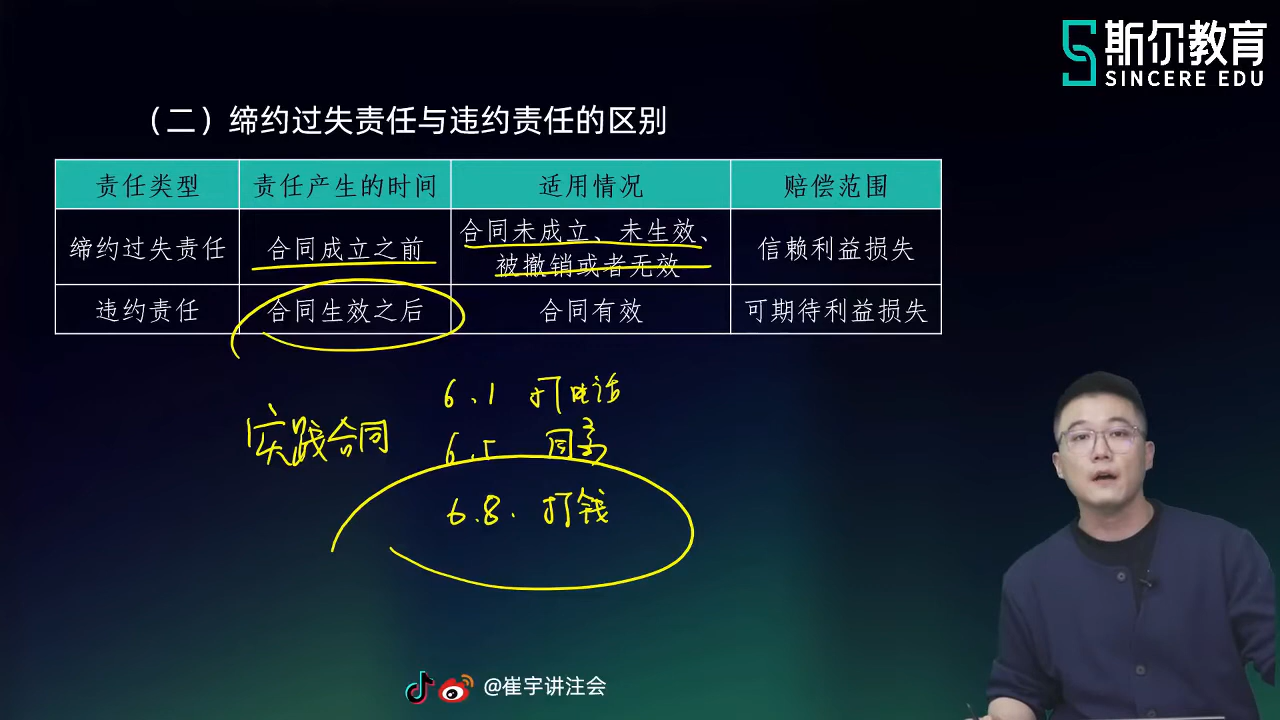 斯尔教育
SINCERE EDU
（二）缔约过失责任与违约责任的区别
责任类型 责任产生的时间 适用情况 赔偿范围
缔约过失责任 合同成立之前 合同未成立、未生效、被撤销或者无效 信赖利益损失
违约责任 合同生效之后 合同有效 可期待利益损失
6.1 打电话
实践合同
6.5 同意
6.8. 打钱
@崔宇讲注会